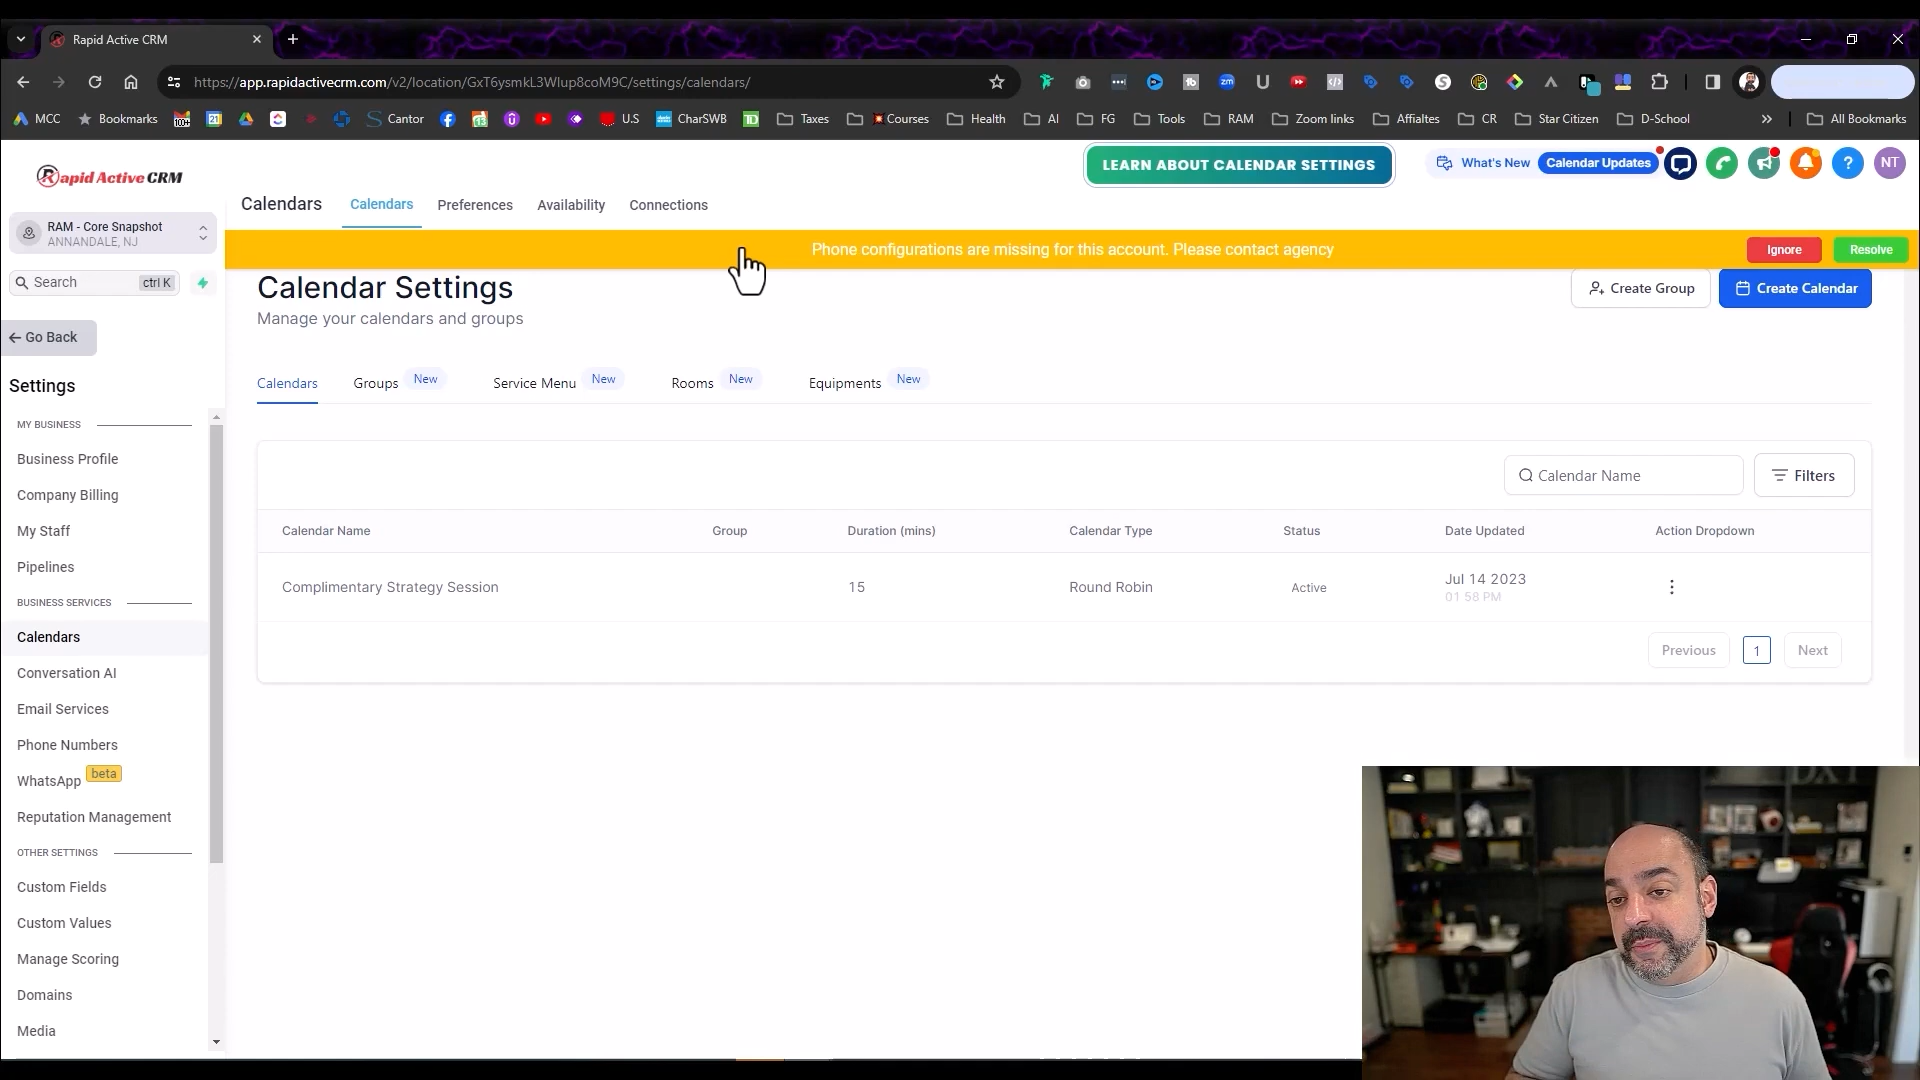 Rapid Active CRM
https://app.rapidactivecrm.com/v2/location/GxT6ysmkL3Wlup8coM9C/settings/calendars/
MCC
Bookmarks
U.S
CharSWB
Taxes
Courses
Health
AI
FG
Tools
RAM
Zoom links
Affialtes
CR
Star Citizen
D-School
All Bookmarks
Rapid Active CRM
LEARN ABOUT CALENDAR SETTINGS
What's New
Calendar Updates
NT
Calendars
Calendars
Preferences
Availability
Connections
RAM - Core Snapshot
ANNANDALE, NJ
Phone configurations are missing for this account. Please contact agency
Ignore
Resolve
Search
ctrl K
Calendar Settings
Manage your calendars and groups
Create Group
Create Calendar
Go Back
Settings
Calendars
Groups New
Service Menu New
Rooms New
Equipments New
MY BUSINESS
Business Profile
Company Billing
My Staff
Pipelines
BUSINESS SERVICES
Calendars
Conversation AI
Email Services
Phone Numbers
WhatsApp beta
Reputation Management
OTHER SETTINGS
Custom Fields
Custom Values
Manage Scoring
Domains
Media
Calendar Name
Filters
Calendar Name
Group
Duration (mins)
Calendar Type
Status
Date Updated
Action Dropdown
Complimentary Strategy Session
15
Round Robin
Active
Jul 14 2023
01 58 PM
Previous
1
Next